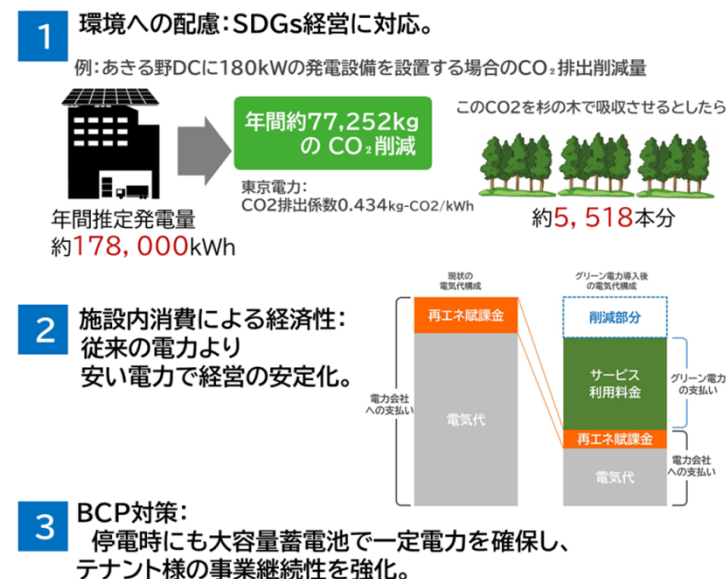 1
環境への配慮：SDGs経営に対応。
例：あきる野DCに180kWの発電設備を設置する場合のCO₂排出削減量
年間約77,252kg
の CO₂削減
このCO2を杉の木で吸収させるとしたら
東京電力：
CO2排出係数0.434kg-CO2/kWh
年間推定発電量
約178,000kWh
約5,518本分
2
施設内消費による経済性：
従来の電力より
安い電力で経営の安定化。
現状の
電気代構成
再エネ賦課金
電気代
電力会社
への支払い
グリーン電力導入後
の電気代構成
削減部分
サービス
利用料金
再エネ賦課金
電気代
グリーン電力
の支払い
電力会社
への支払い
3
BCP対策：
停電時にも大容量蓄電池で一定電力を確保し、
テナント様の事業継続性を強化。